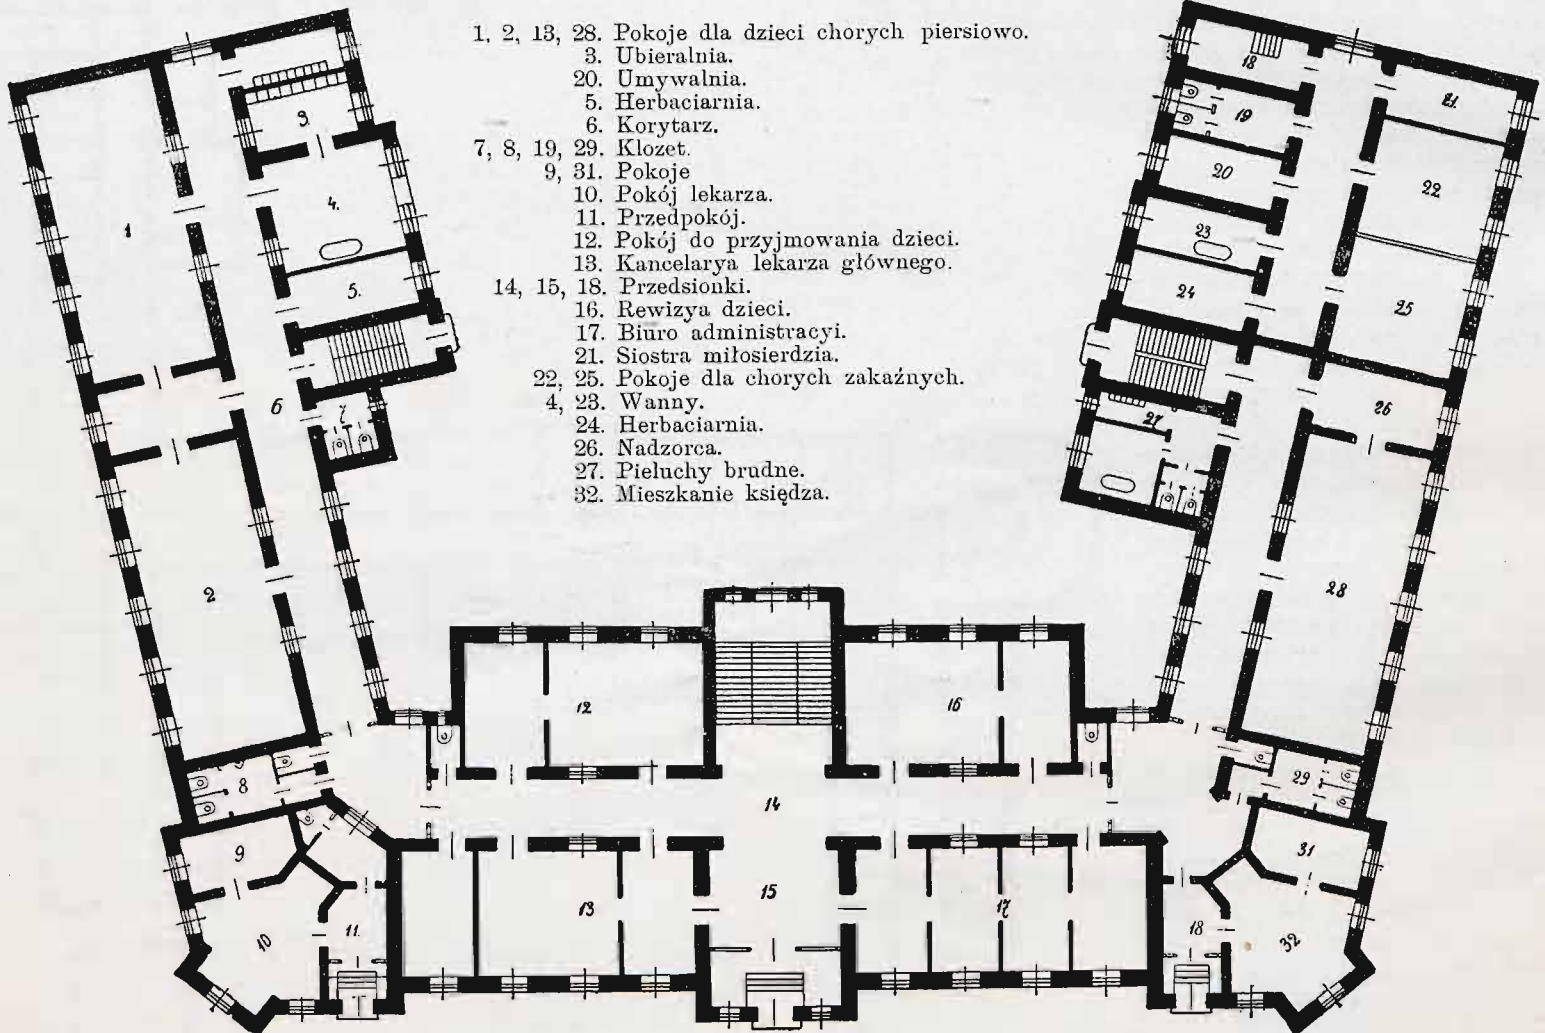 1, 2, 13, 28. Pokoje dla dzieci chorych piersiowo.
3. Ubieralnia.
20. Umywalnia.
5. Herbaciarnia.
6. Korytarz.
7, 8, 19, 29. Klozet.
9, 31. Pokoje
10. Pokój lekarza.
11. Przedpokój.
12. Pokój do przyjmowania dzieci.
13. Kancelarya lekarza głównego.
14, 15, 18. Przedsionki.
16. Rewizya dzieci.
17. Biuro administracyi.
21. Siostra miłosierdzia.
22, 25. Pokoje dla chorych zakaźnych.
4, 23. Wanny.
24. Herbaciarnia.
26. Nadzorca.
27. Pieluchy brudne.
32. Mieszkanie księdza.
18
21.
3
19
22
20
4.
1
23
5.
24
25
6
7
26
27
2
28
12
16
8
29
14
9
31
15
13
17
11.
18
10
32